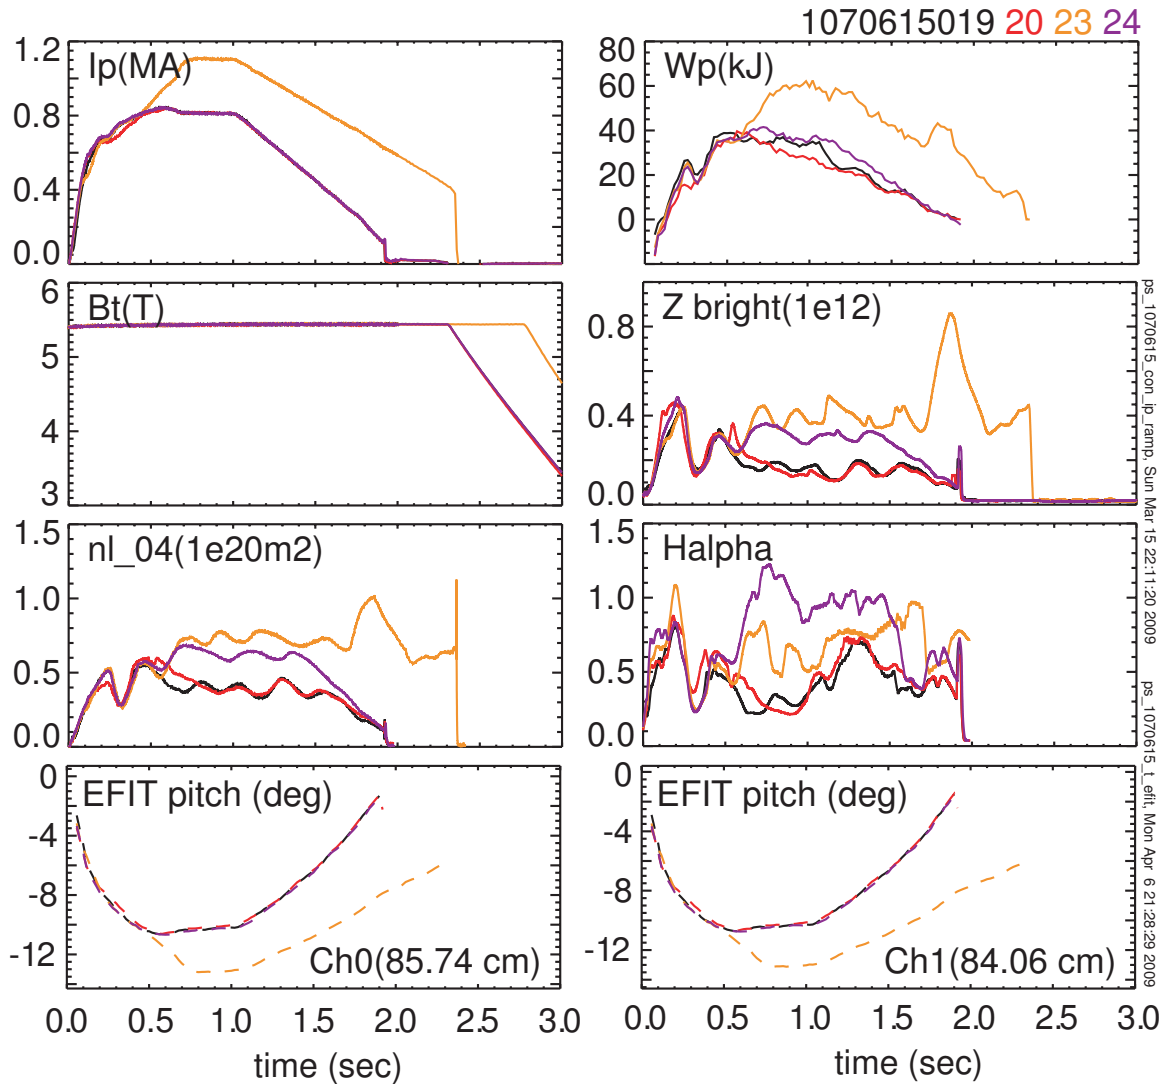 1070615019 20 23 24
Ip(MA)
1.2
0.8
0.4
0.0
Wp(kJ)
80
60
40
20
0
Bt(T)
6
5
4
3
Z bright(1e12)
0.8
0.4
0.0
nl_04(1e20m2)
1.5
1.0
0.5
0.0
Halpha
1.5
1.0
0.5
0.0
EFIT pitch (deg)
0
-4
-8
-12
Ch0(85.74 cm)
0.0 0.5 1.0 1.5 2.0 2.5 3.0
time (sec)
EFIT pitch (deg)
0
-4
-8
-12
Ch1(84.06 cm)
0.0 0.5 1.0 1.5 2.0 2.5 3.0
time (sec)
ps_1070615_con_ip_ramp, Sun Mar 15 22:11:20 2009
ps_1070615_t_efit, Mon Apr 6 21:28:29 2009